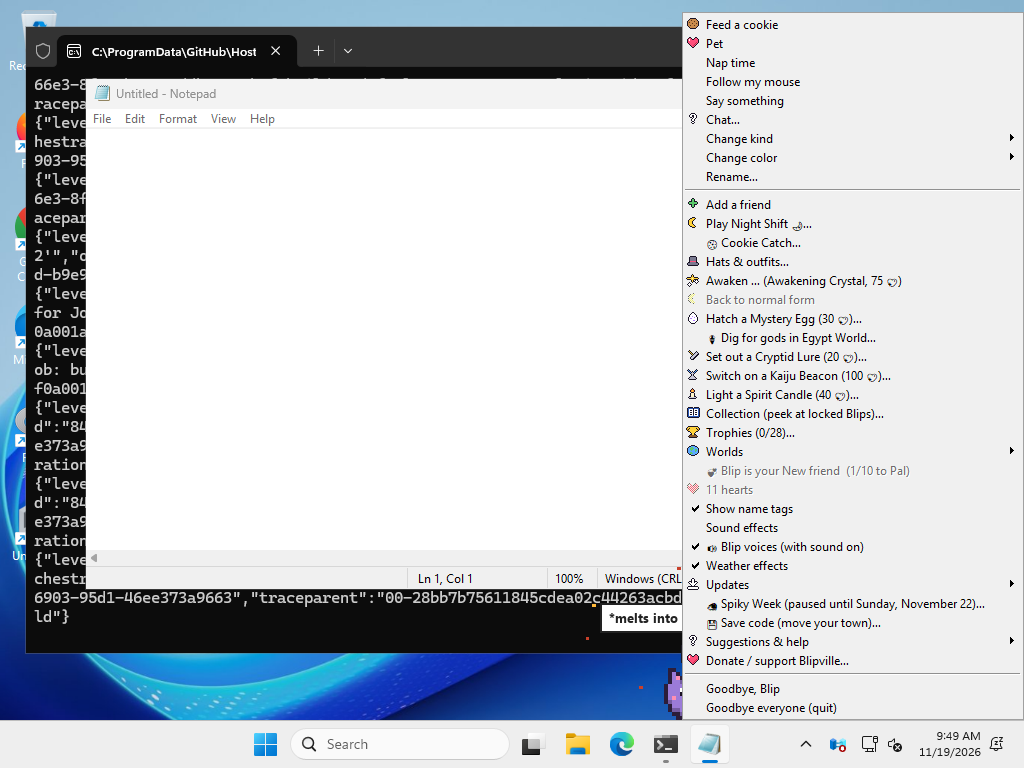 Rec
C:\ProgramData\GitHub\Host
66e3-8
racepa
{"leve
hestra
903-95
{"leve
6e3-8f
acepar
{"leve
2'","c
d-b9e9
{"leve
for Jo
0a001a
{"leve
ob: bu
f0a001
{"leve
d":"84
e373a9
ration
{"leve
d":"84
e373a9
ration
{"leve
chestr
6903-95d1-46ee373a9663","traceparent":"00-28bb7b75611845cdea02c44263acbd
ld"}
Untitled - Notepad
File Edit Format View Help
Ln 1, Col 1 100% Windows (CRL
*melts into
Feed a cookie
Pet
Nap time
Follow my mouse
Say something
Chat...
Change kind
Change color
Rename...
Add a friend
Play Night Shift 🌙...
Cookie Catch...
Hats & outfits...
Awaken ... (Awakening Crystal, 75 )
Back to normal form
Hatch a Mystery Egg (30 )...
Dig for gods in Egypt World...
Set out a Cryptid Lure (20 )...
Switch on a Kaiju Beacon (100 )...
Light a Spirit Candle (40 )...
Collection (peek at locked Blips)...
Trophies (0/28)...
Worlds
Blip is your New friend (1/10 to Pal)
11 hearts
Show name tags
Sound effects
Blip voices (with sound on)
Weather effects
Updates
Spiky Week (paused until Sunday, November 22)...
Save code (move your town)...
Suggestions & help
Donate / support Blipville...
Goodbye, Blip
Goodbye everyone (quit)
Search
9:49 AM
11/19/2026